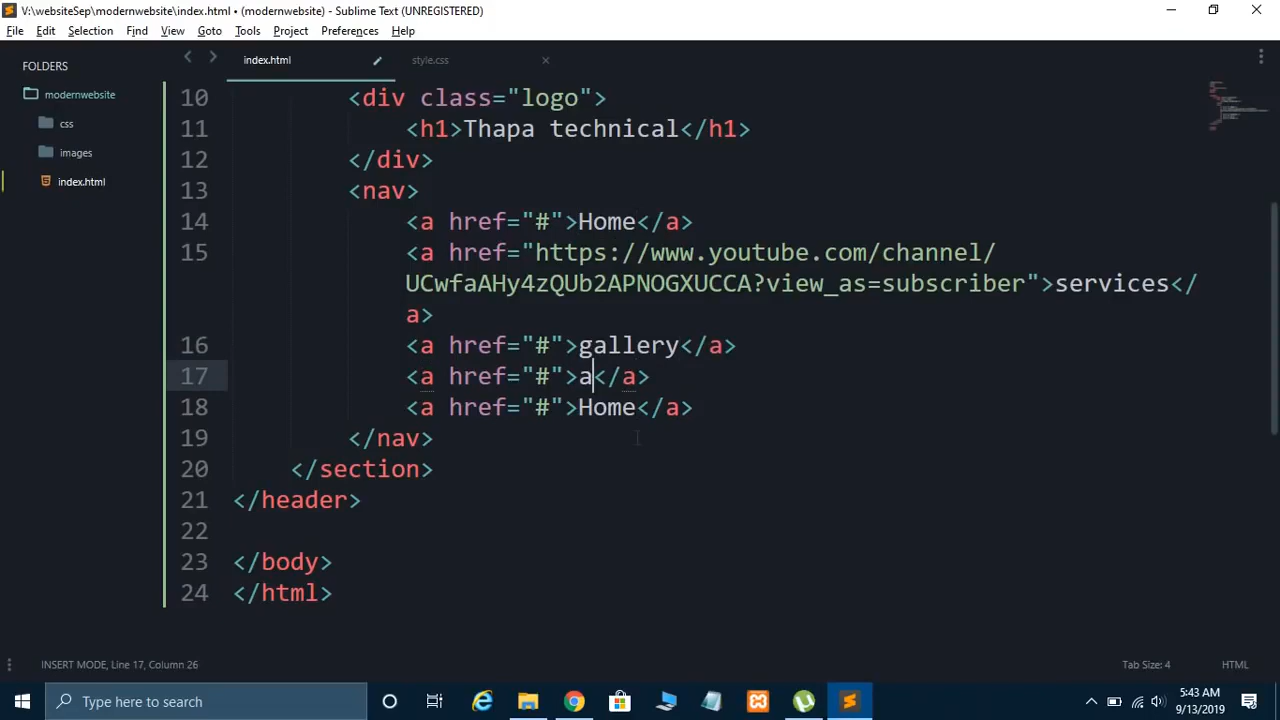 V:\websiteSep\modernwebsite\index.html • (modernwebsite) - Sublime Text (UNREGISTERED)
File Edit Selection Find View Goto Tools Project Preferences Help
FOLDERS
modernwebsite
css
images
index.html
index.html
style.css
10 <div class="logo">
11 <h1>Thapa technical</h1>
12 </div>
13 <nav>
14 <a href="#">Home</a>
15 <a href="https://www.youtube.com/channel/
UCwfaAHy4zQUb2APNOGXUCCA?view_as=subscriber">services</
a>
16 <a href="#">gallery</a>
17 <a href="#">a</a>
18 <a href="#">Home</a>
19 </nav>
20 </section>
21 </header>
22
23 </body>
24 </html>
INSERT MODE, Line 17, Column 26
Tab Size: 4
HTML
Type here to search
5:43 AM
9/13/2019